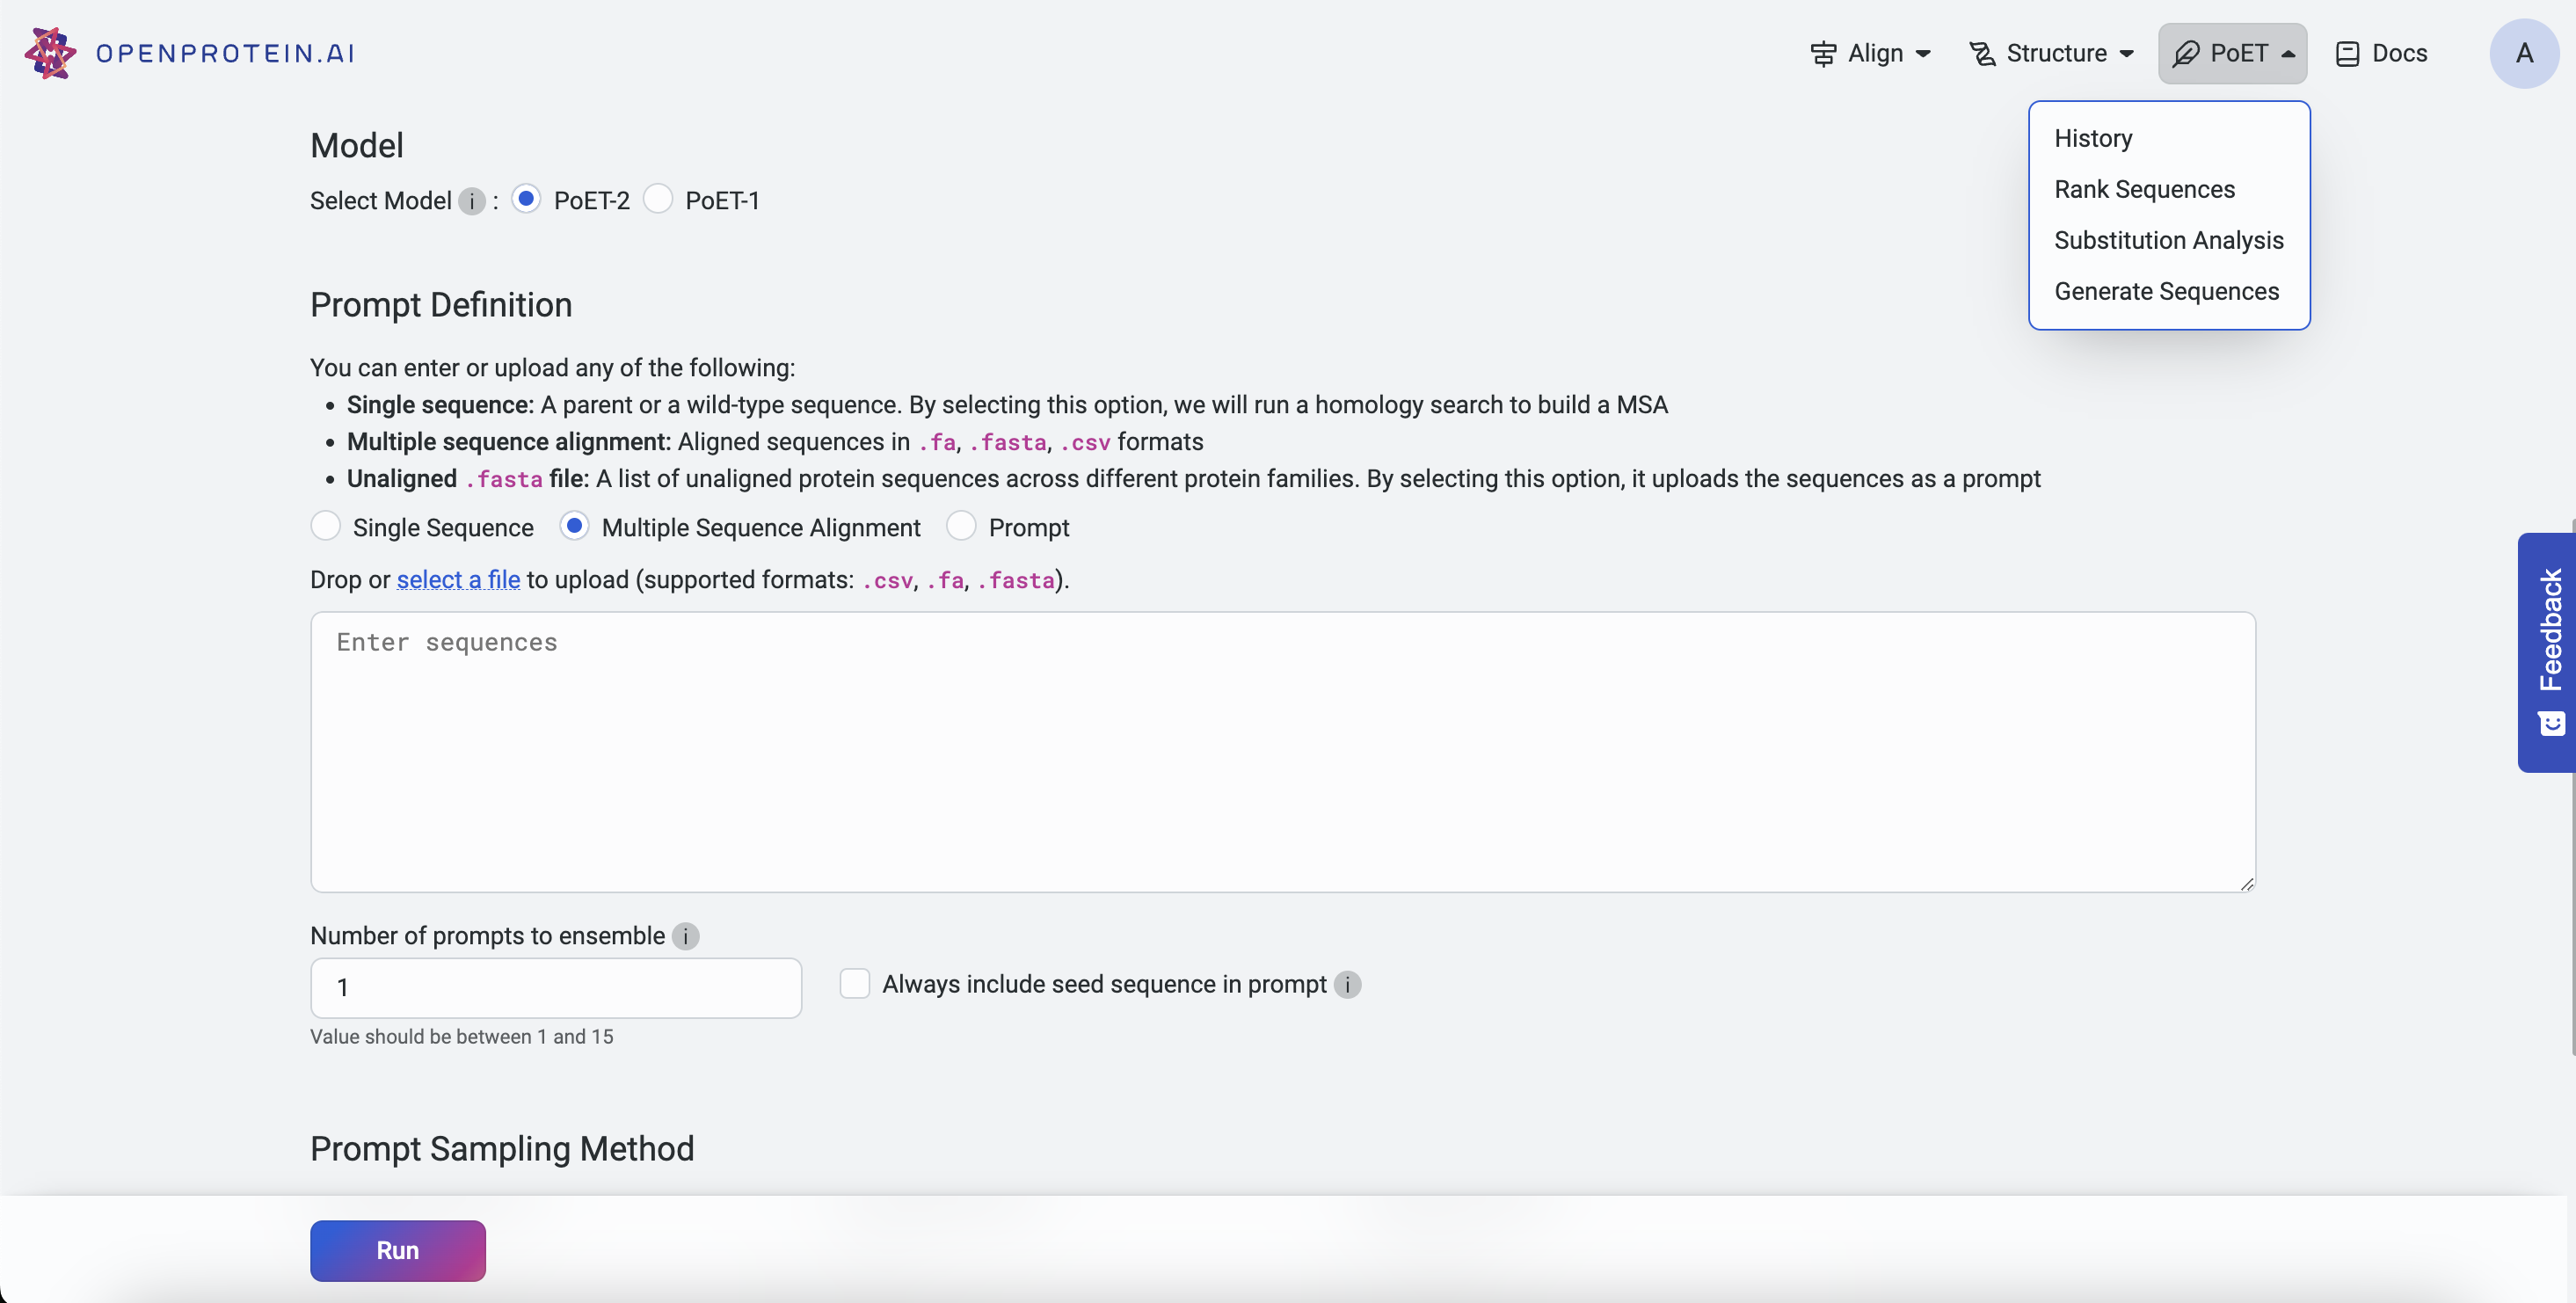 OPENPROTEIN.AI
Align
Structure
PoET
Docs
A
History
Rank Sequences
Substitution Analysis
Generate Sequences
Model
Select Model i : PoET-2 PoET-1
Prompt Definition
You can enter or upload any of the following:
• Single sequence: A parent or a wild-type sequence. By selecting this option, we will run a homology search to build a MSA
• Multiple sequence alignment: Aligned sequences in .fa, .fasta, .csv formats
• Unaligned .fasta file: A list of unaligned protein sequences across different protein families. By selecting this option, it uploads the sequences as a prompt
Single Sequence Multiple Sequence Alignment Prompt
Drop or select a file to upload (supported formats: .csv, .fa, .fasta).
Enter sequences
Feedback
Number of prompts to ensemble i
1
Always include seed sequence in prompt i
Value should be between 1 and 15
Prompt Sampling Method
Run